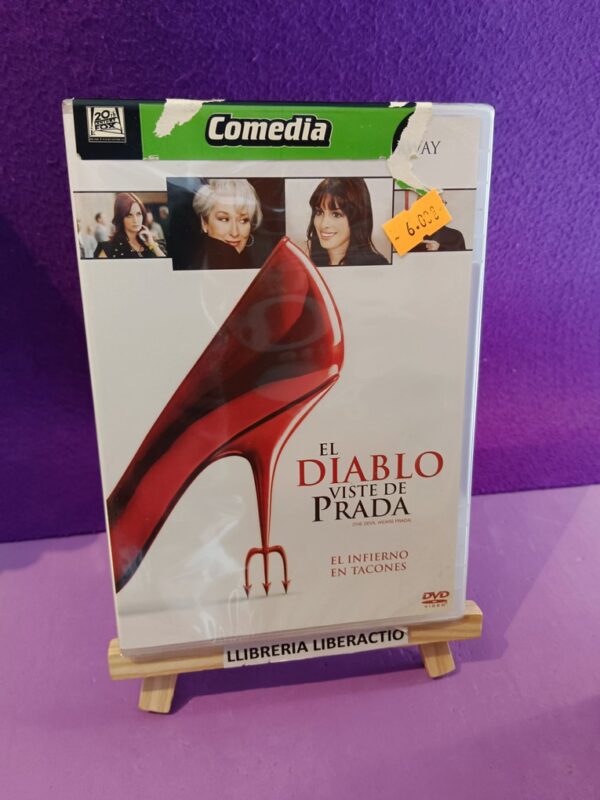 20th
CENTURY
FOX
Comedia
WAY
- 6.00€
EL
DIABLO
VISTE DE
PRADA
(THE DEVIL WEARS PRADA)
EL INFIERNO
EN TACONES
DVD
VIDEO
LLIBRERIA LIBERACTIO